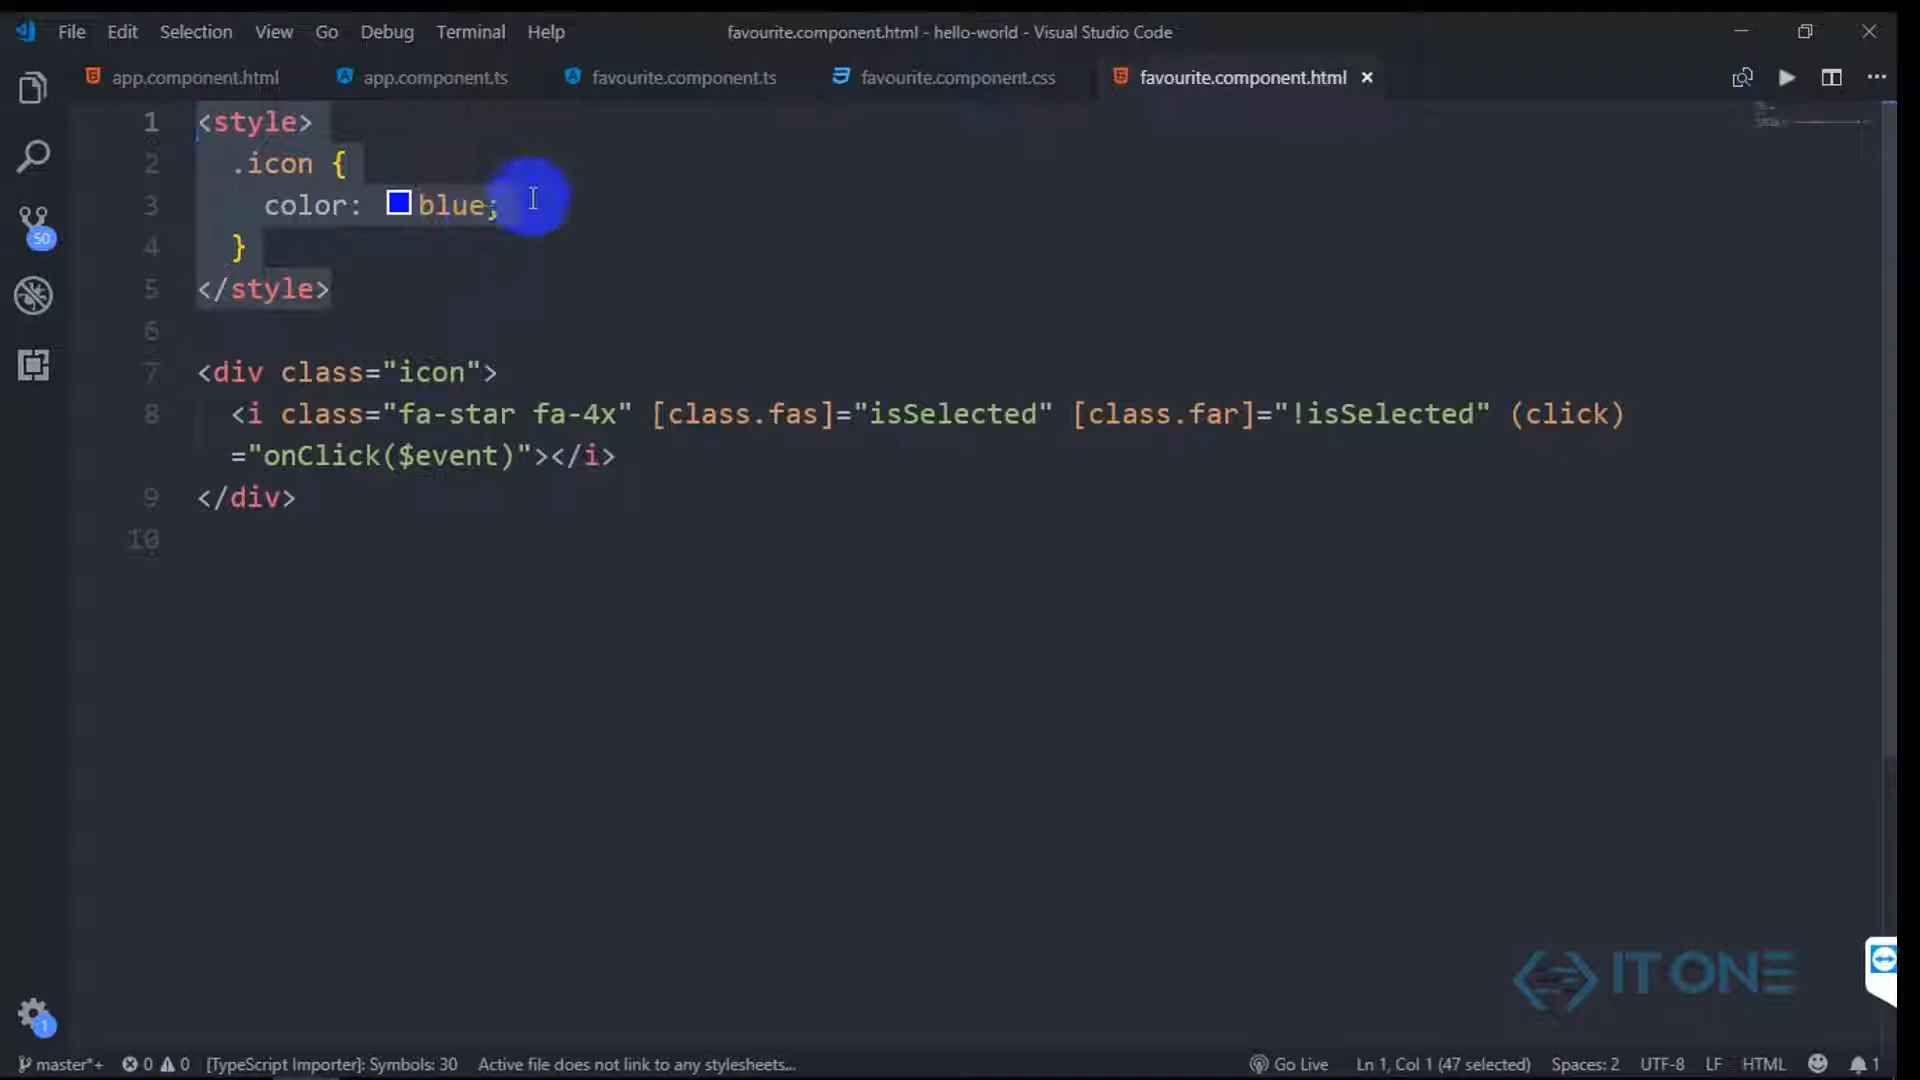 File Edit Selection View Go Debug Terminal Help favourite.component.html - hello-world - Visual Studio Code
app.component.html app.component.ts favourite.component.ts favourite.component.css favourite.component.html
1 <style>
2 .icon {
3 color: blue;
4 }
5 </style>
6
7 <div class="icon">
8 <i class="fa-star fa-4x" [class.fas]="isSelected" [class.far]="!isSelected" (click)
="onClick($event)"></i>
9 </div>
10
50
IT ONE
1
master*+ 0 0 [TypeScript Importer]: Symbols: 30 Active file does not link to any stylesheets... Go Live Ln 1, Col 1 (47 selected) Spaces: 2 UTF-8 LF HTML 1